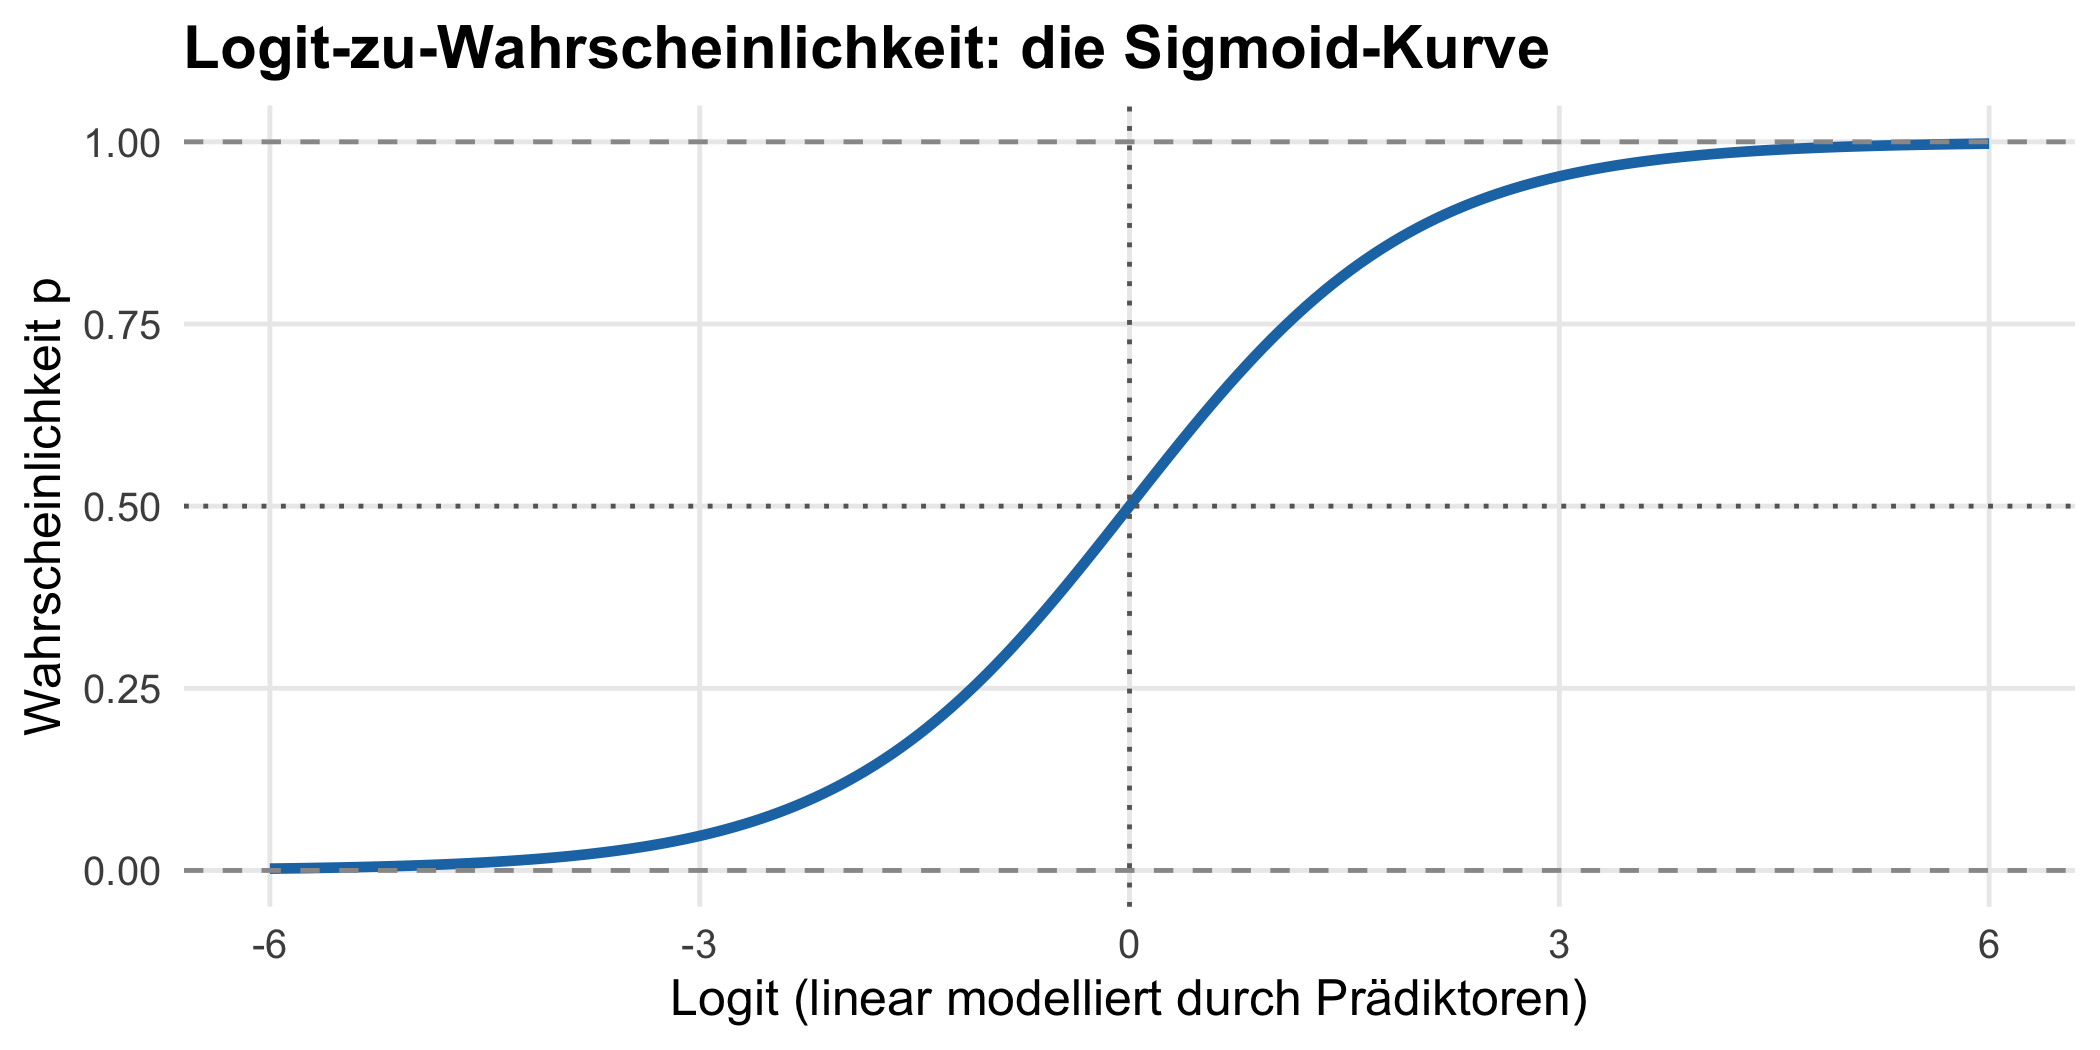 Logit-zu-Wahrscheinlichkeit: die Sigmoid-Kurve
Wahrscheinlichkeit p
1.00
0.75
0.50
0.25
0.00
-6 -3 0 3 6
Logit (linear modelliert durch Prädiktoren)